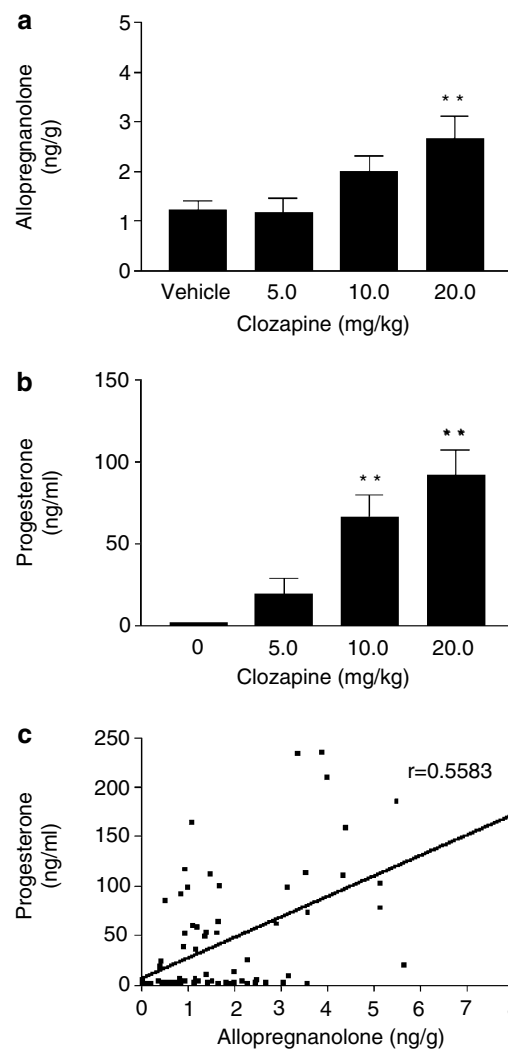 a
Allopregnanolone
(ng/g)
5
4
3
2
1
0
* *
Vehicle 5.0 10.0 20.0
Clozapine (mg/kg)
b
Progesterone
(ng/ml)
150
100
50
0
* *
* *
0 5.0 10.0 20.0
Clozapine (mg/kg)
c
Progesterone
(ng/ml)
250
200
150
100
50
0
r=0.5583
0 1 2 3 4 5 6 7
Allopregnanolone (ng/g)